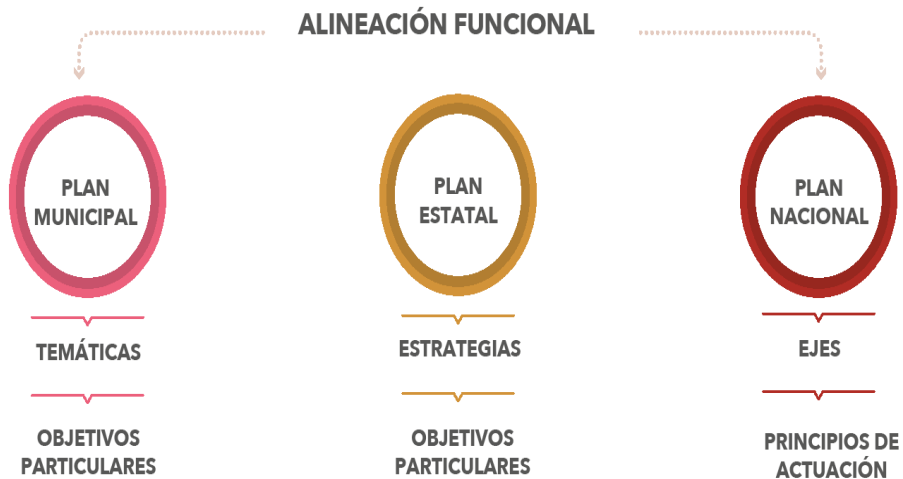 ALINEACIÓN FUNCIONAL
PLAN
MUNICIPAL
PLAN
ESTATAL
PLAN
NACIONAL
TEMÁTICAS
ESTRATEGIAS
EJES
OBJETIVOS
PARTICULARES
OBJETIVOS
PARTICULARES
PRINCIPIOS DE
ACTUACIÓN